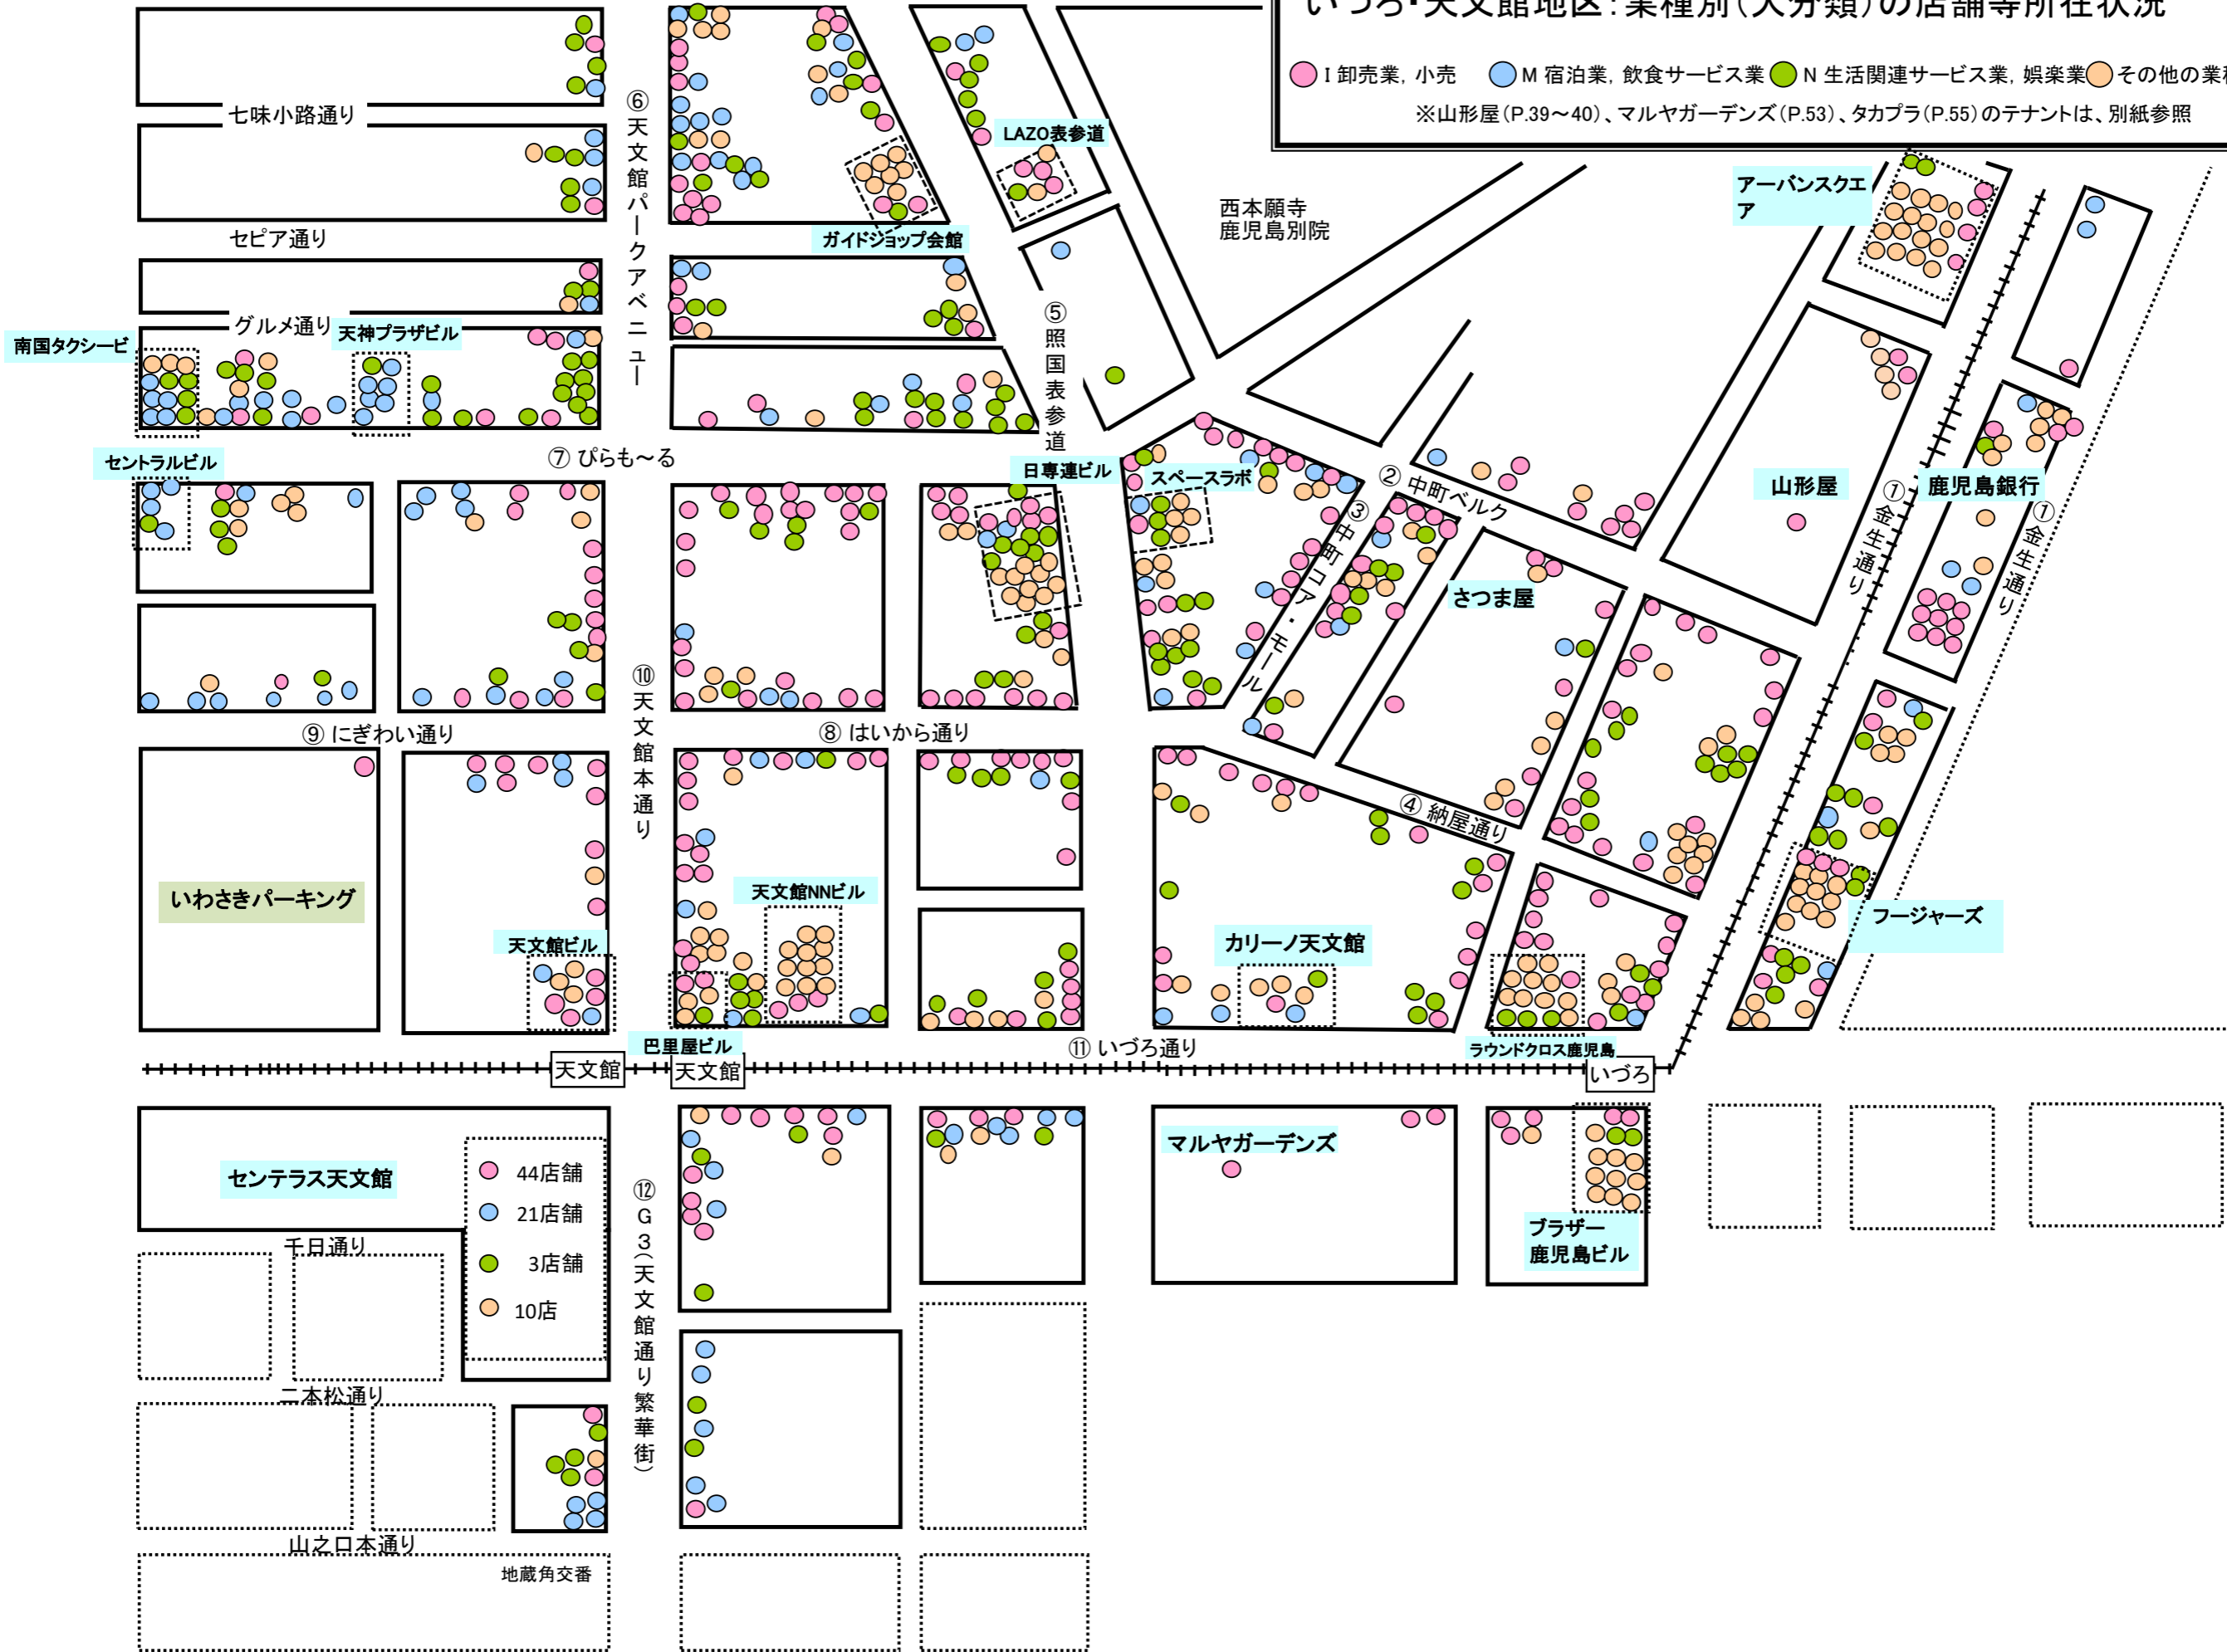 いづろ・天文館地区：業種別（大分類）の店舗等所在状況
I 卸売業，小売
M 宿泊業，飲食サービス業
N 生活関連サービス業，娯楽業
その他の業種
※山形屋（P.39～40）、マルヤガーデンズ（P.53）、タカプラ（P.55）のテナントは、別紙参照
七味小路通り
⑥天文館パークアベニュー
LAZO表参道
アーバンスクエ
ア
西本願寺
鹿児島別院
セピア通り
ガイドショップ会館
⑤照国表参道
グルメ通り
天神プラザビル
南国タクシービ
セントラルビル
⑦ ぴらも～る
日専連ビル
スペースラボ
②中町ベルク
③中町コア・モール
山形屋
①金生通り
鹿児島銀行
①金生通り
さつま屋
⑩天文館本通り
⑨ にぎわい通り
⑧ はいから通り
④ 納屋通り
いわさきパーキング
天文館NNビル
天文館ビル
カリーノ天文館
フージャーズ
巴里屋ビル
⑪ いづろ通り
ラウンドクロス鹿児島
天文館
天文館
いづろ
センテラス天文館
44店舗
21店舗
3店舗
10店
⑫G3（天文館通り繁華街）
マルヤガーデンズ
ブラザー
鹿児島ビル
千日通り
二本松通り
山之口本通り
地蔵角交番